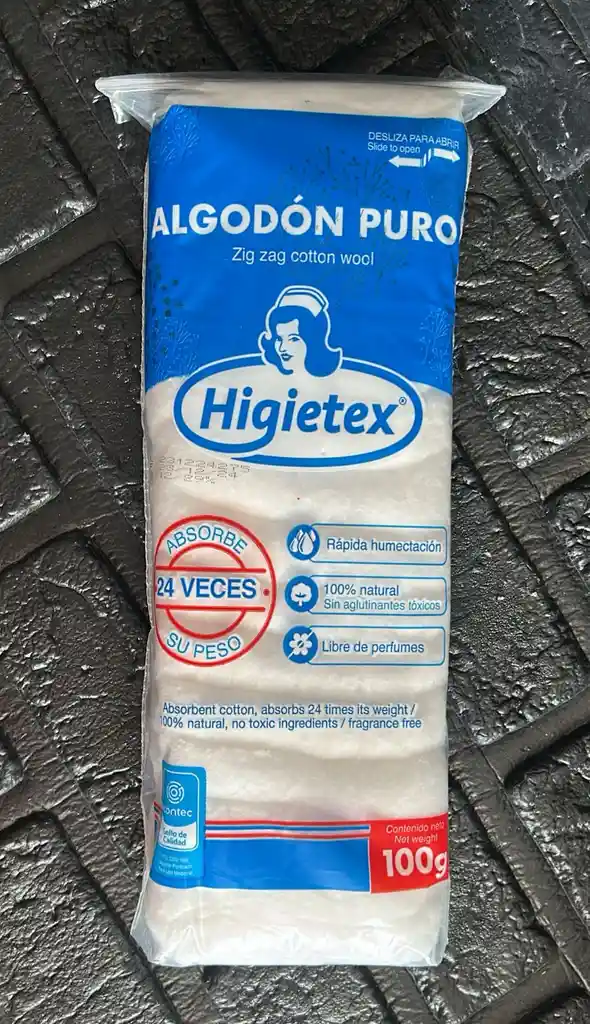 DESLIZA PARA ABRIR
Slide to open
ALGODÓN PURO
Zig zag cotton wool
Higietex®
ABSORBE
24 VECES
SU PESO
Rápida humectación
100% natural
Sin aglutinantes tóxicos
Libre de perfumes
Absorbent cotton, absorbs 24 times its weight /
100% natural, no toxic ingredients / fragrance free
icontec
Sello de
Calidad
Contenido neto
Net weight
100g